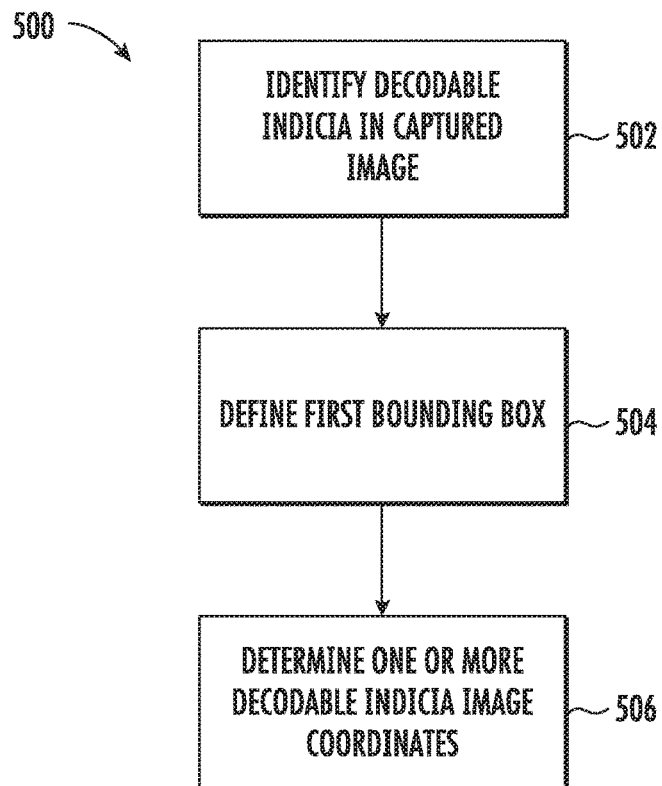 500
IDENTIFY DECODABLE
INDICIA IN CAPTURED
IMAGE
502
DEFINE FIRST BOUNDING BOX
504
DETERMINE ONE OR MORE
DECODABLE INDICIA IMAGE
COORDINATES
506